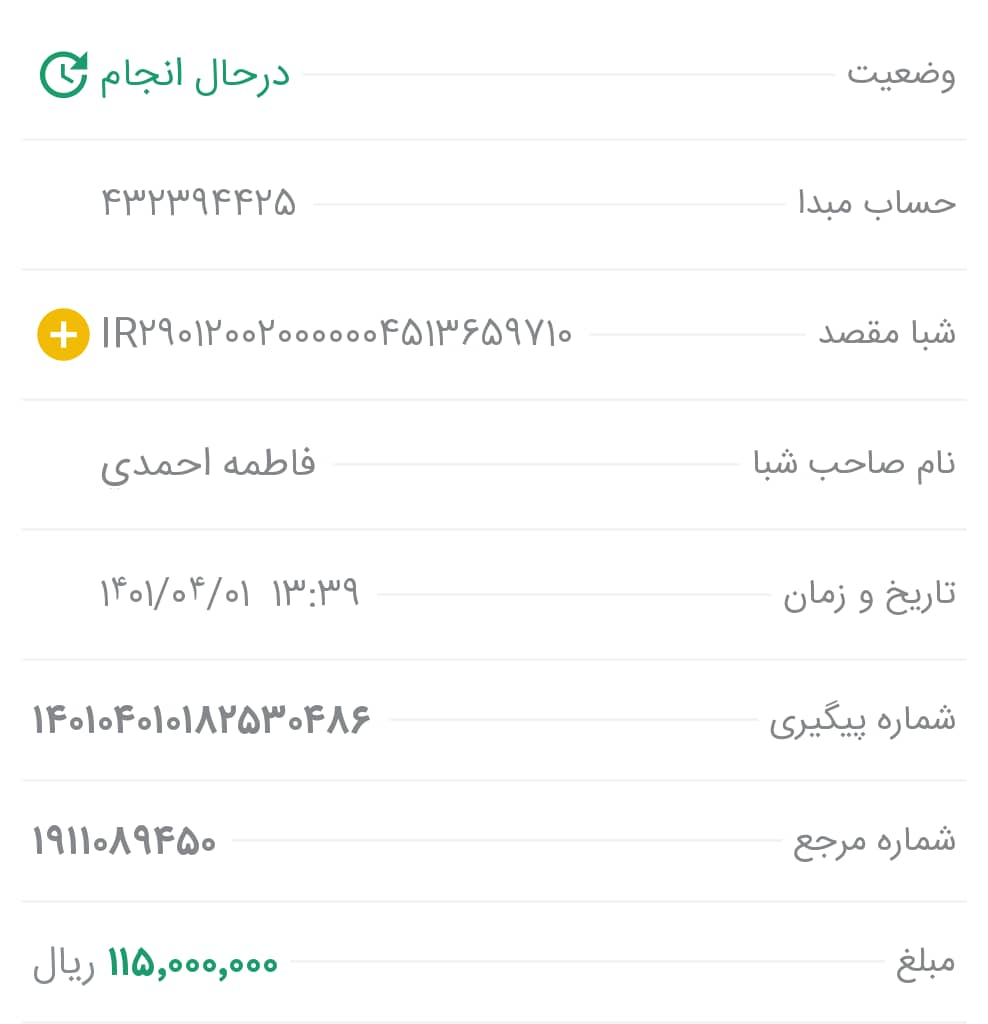 وضعیت درحال انجام
حساب مبدا ۴۳۲۳۹۴۴۲۵
شبا مقصد IR۲۹۰۱۲۰۰۲۰۰۰۰۰۰۴۵۱۳۶۵۹۷۱۰
نام صاحب شبا فاطمه احمدي
تاریخ و زمان ۱۴۰۱/۰۴/۰۱ ۱۳:۳۹
شماره پیگیری ۱۴۰۱۰۴۰۱۰۱۸۲۵۳۰۴۸۶
شماره مرجع ۱۹۱۱۰۸۹۴۵۰
مبلغ ۱۱۵,۰۰۰,۰۰۰ ریال